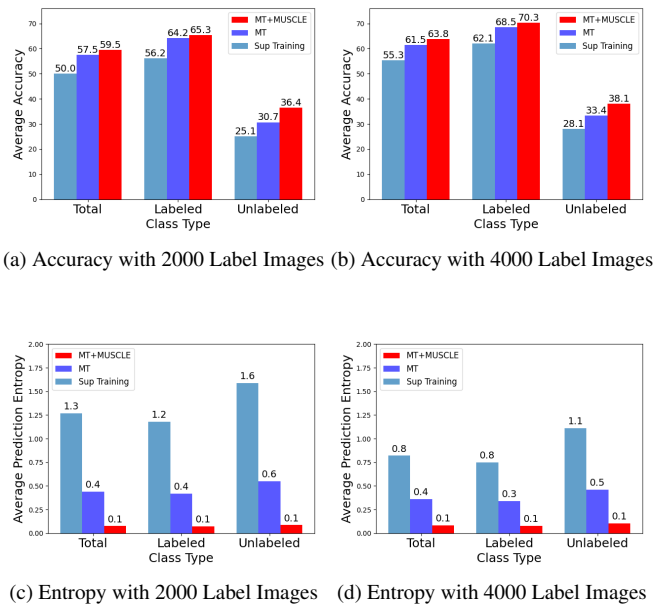 70
60
50
40
30
20
10
0
Average Accuracy
MT+MUSCLE
MT
Sup Training
50.0 57.5 59.5
56.2 64.2 65.3
25.1 30.7 36.4
Total Labeled Unlabeled
Class Type
(a) Accuracy with 2000 Label Images
70
60
50
40
30
20
10
0
Average Accuracy
MT+MUSCLE
MT
Sup Training
55.3 61.5 63.8
62.1 68.5 70.3
28.1 33.4 38.1
Total Labeled Unlabeled
Class Type
(b) Accuracy with 4000 Label Images
2.00
1.75
1.50
1.25
1.00
0.75
0.50
0.25
0.00
Average Prediction Entropy
MT+MUSCLE
MT
Sup Training
1.3 0.4 0.1
1.2 0.4 0.1
1.6 0.6 0.1
Total Labeled Unlabeled
Class Type
(c) Entropy with 2000 Label Images
2.00
1.75
1.50
1.25
1.00
0.75
0.50
0.25
0.00
Average Prediction Entropy
MT+MUSCLE
MT
Sup Training
0.8 0.4 0.1
0.8 0.3 0.1
1.1 0.5 0.1
Total Labeled Unlabeled
Class Type
(d) Entropy with 4000 Label Images